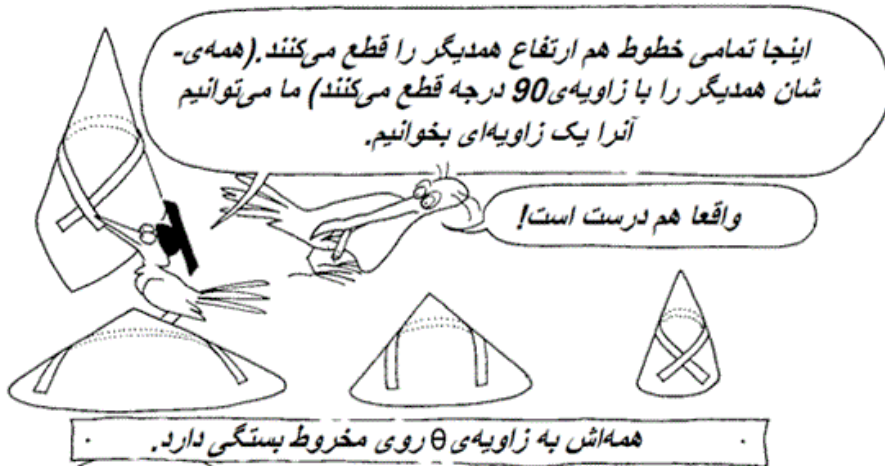 اینجا تمامی خطوط هم ارتفاع همدیگر را قطع می‌کنند.(همه‌ی-
شان همدیگر را با زاویه‌ی90 درجه قطع می‌کنند) ما می‌توانیم
آنرا یک زاویه‌ای بخوانیم.
واقعا هم درست است!
همه‌اش به زاویه‌ی θ روی مخروط بستگی دارد.